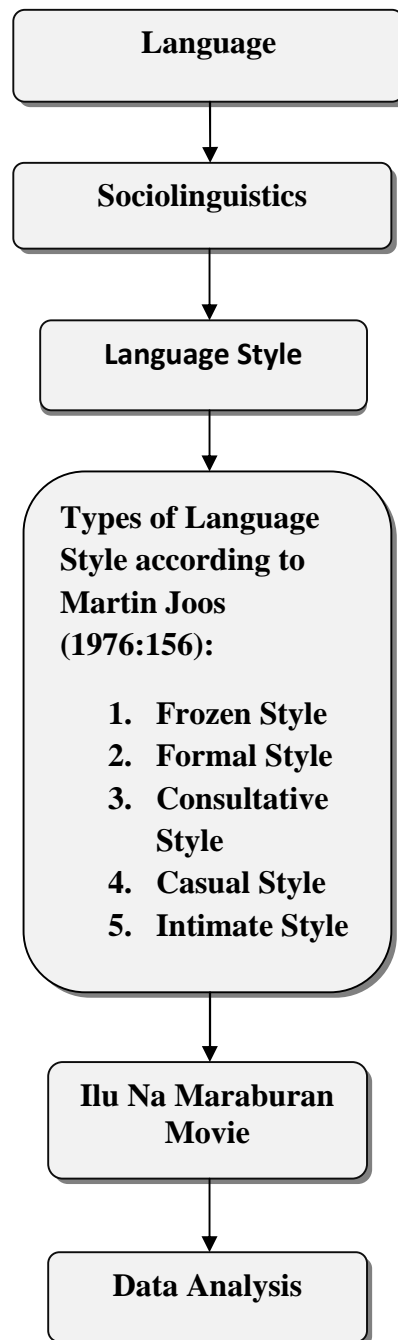 Language
Sociolinguistics
Language Style
Types of Language
Style according to
Martin Joos
(1976:156):
1. Frozen Style
2. Formal Style
3. Consultative
Style
4. Casual Style
5. Intimate Style
Ilu Na Maraburan
Movie
Data Analysis